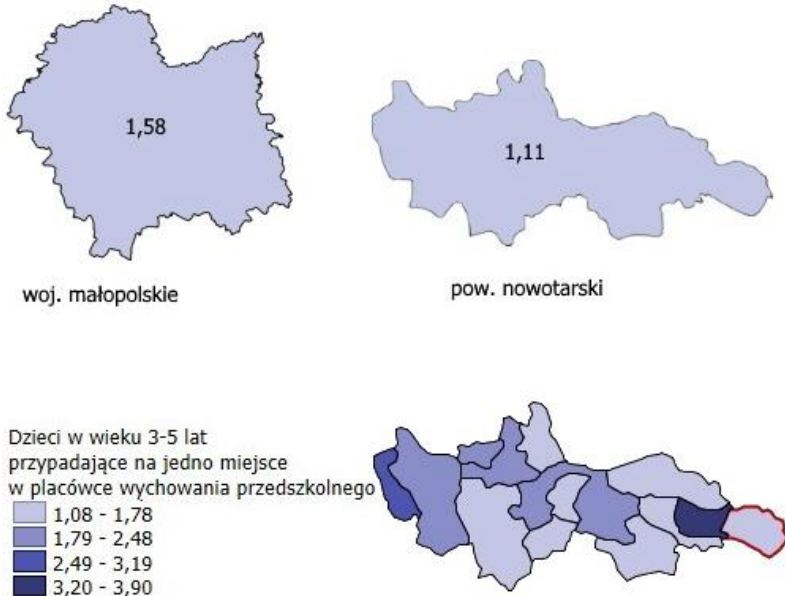 1,58
1,11
woj. małopolskie
pow. nowotarski
Dzieci w wieku 3-5 lat
przypadające na jedno miejsce
w placówce wychowania przedszkolnego
1,08 - 1,78
1,79 - 2,48
2,49 - 3,19
3,20 - 3,90